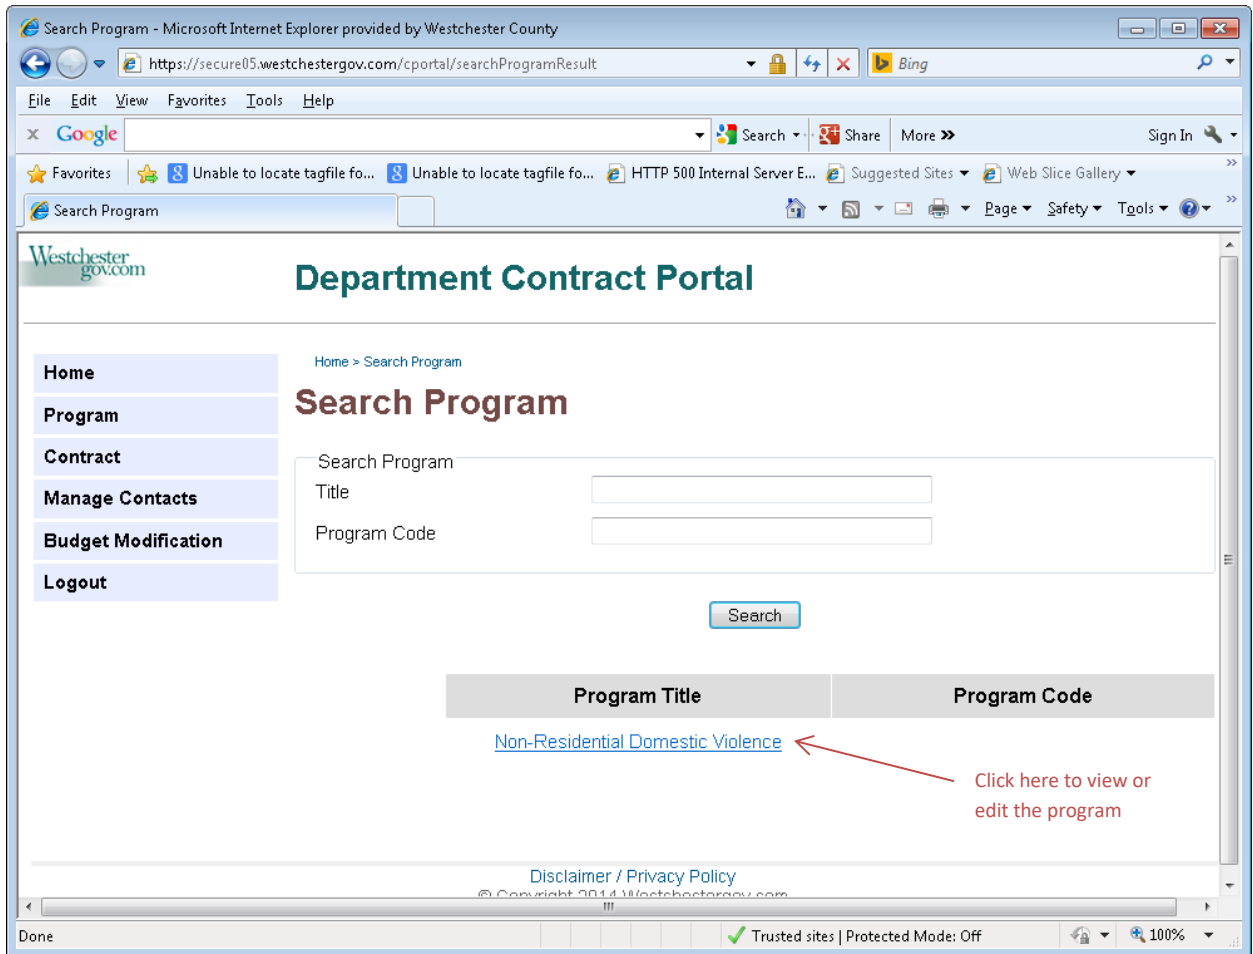 Search Program - Microsoft Internet Explorer provided by Westchester County
https://secure05.westchestergov.com/cportal/searchProgramResult
Bing
File Edit View Favorites Tools Help
x Google Search Share More » Sign In
Favorites Unable to locate tagfile fo... Unable to locate tagfile fo... HTTP 500 Internal Server E... Suggested Sites Web Slice Gallery »
Search Program Page Safety Tools »
Westchester
gov.com
Department Contract Portal
Home
Program
Contract
Manage Contacts
Budget Modification
Logout
Home > Search Program
Search Program
Search Program
Title
Program Code
Search
Program Title Program Code
Non-Residential Domestic Violence
Click here to view or
edit the program
Disclaimer / Privacy Policy
© Copyright 2014 Westchestergov.com
Done Trusted sites | Protected Mode: Off 100%